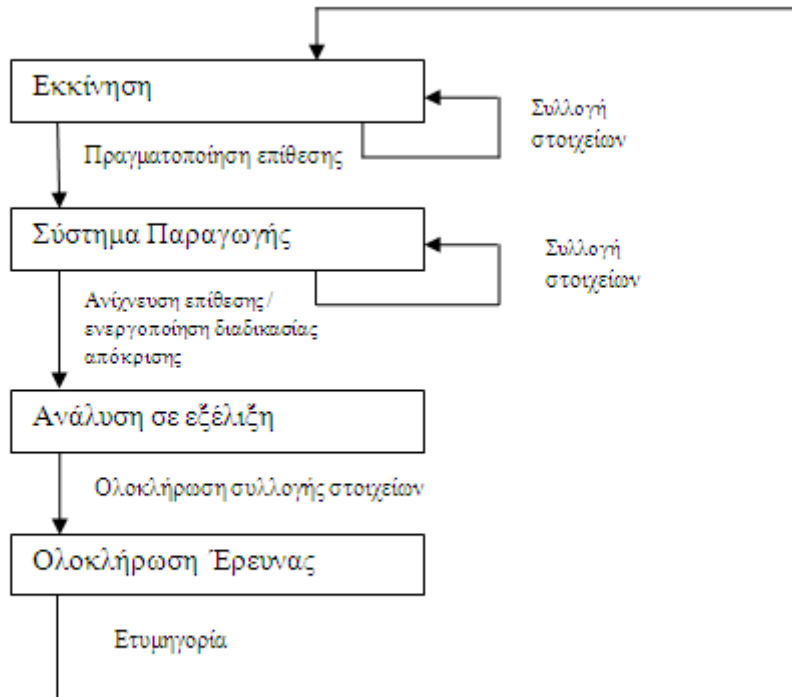 Εκκίνηση
Συλλογή
στοιχείων
Πραγματοποίηση επίθεσης
Σύστημα Παραγωγής
Συλλογή
στοιχείων
Ανίχνευση επίθεσης /
ενεργοποίηση διαδικασίας
απόκρισης
Ανάλυση σε εξέλιξη
Ολοκλήρωση συλλογής στοιχείων
Ολοκλήρωση Έρευνας
Ετυμηγορία